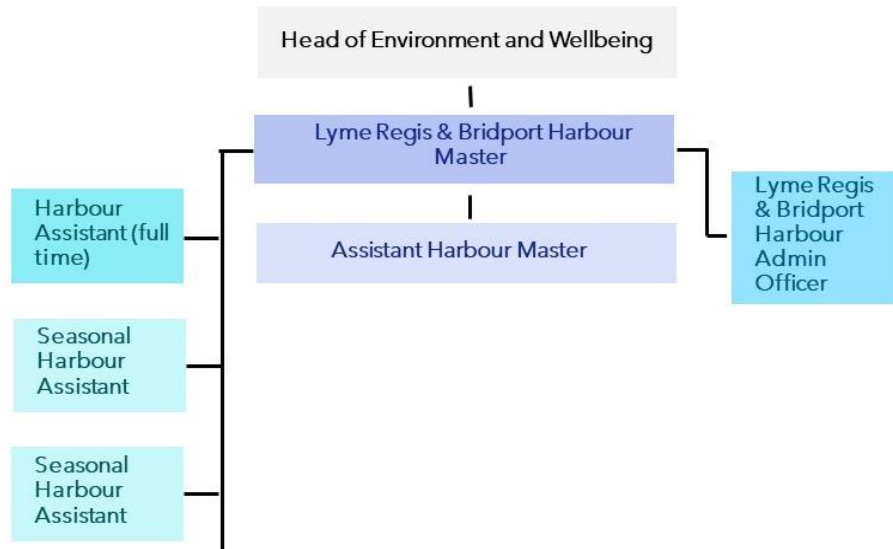 Head of Environment and Wellbeing
Lyme Regis & Bridport Harbour
Master
Harbour
Assistant (full
time)
Assistant Harbour Master
Lyme Regis
& Bridport
Harbour
Admin
Officer
Seasonal
Harbour
Assistant
Seasonal
Harbour
Assistant